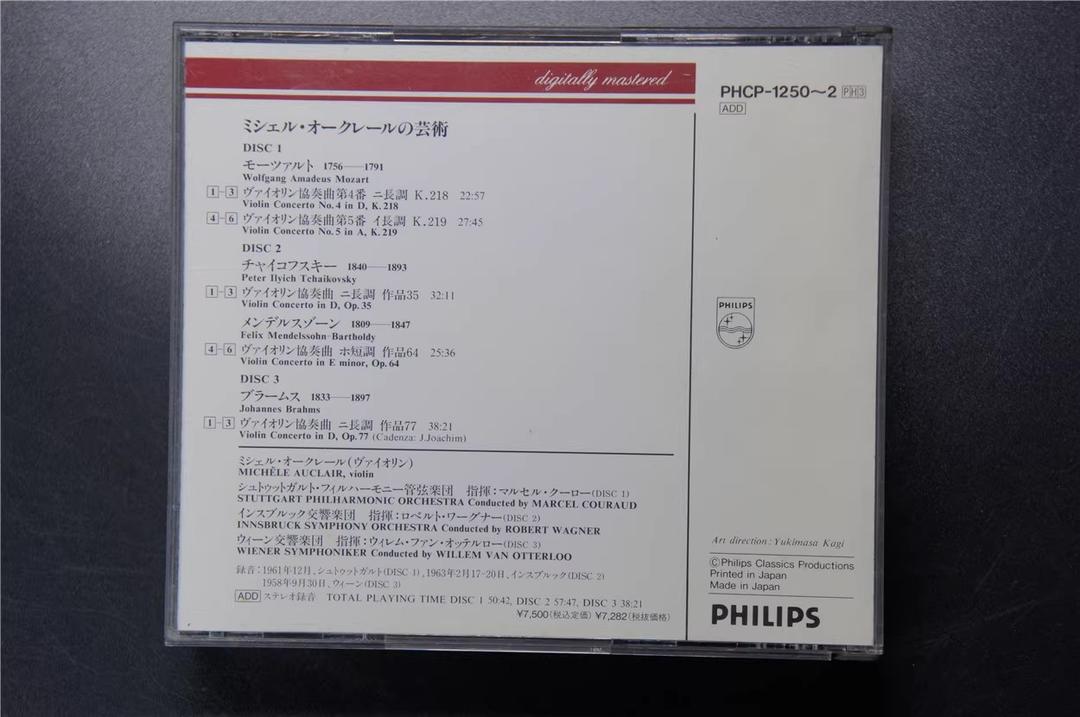 digitally mastered
PHCP-1250〜2 PH3
ADD
ミシェル・オークレールの芸術
DISC 1
モーツァルト 1756―1791
Wolfgang Amadeus Mozart
1-3 ヴァイオリン協奏曲第4番 ニ長調 K.218 22:57
Violin Concerto No. 4 in D, K. 218
4-6 ヴァイオリン協奏曲第5番 イ長調 K.219 27:45
Violin Concerto No. 5 in A, K. 219
DISC 2
チャイコフスキー 1840―1893
Peter Ilyich Tchaikovsky
1-3 ヴァイオリン協奏曲 ニ長調 作品35 32:11
Violin Concerto in D, Op. 35
メンデルスゾーン 1809―1847
Felix Mendelssohn-Bartholdy
4-6 ヴァイオリン協奏曲 ホ短調 作品64 25:36
Violin Concerto in E minor, Op. 64
DISC 3
ブラームス 1833―1897
Johannes Brahms
1-3 ヴァイオリン協奏曲 ニ長調 作品77 38:21
Violin Concerto in D, Op. 77 (Cadenza: J.Joachim)
ミシェル・オークレール(ヴァイオリン)
MICHÈLE AUCLAIR, violin
シュトゥットガルト・フィルハーモニー管弦楽団 指揮:マルセル・クーロー(DISC 1)
STUTTGART PHILHARMONIC ORCHESTRA Conducted by MARCEL COURAUD
インスブルック交響楽団 指揮:ロベルト・ワーグナー(DISC 2)
INNSBRUCK SYMPHONY ORCHESTRA Conducted by ROBERT WAGNER
ウィーン交響楽団 指揮:ウィレム・ファン・オッテルロー(DISC 3)
WIENER SYMPHONIKER Conducted by WILLEM VAN OTTERLOO
録音:1961年12月、シュトゥットガルト(DISC 1)、1963年2月17-20日、インスブルック(DISC 2)
1958年9月30日、ウィーン(DISC 3)
ADD ステレオ録音 TOTAL PLAYING TIME DISC 1 50:42, DISC 2 57:47, DISC 3 38:21
¥7,500(税込定価) ¥7,282(税抜価格)
PHILIPS
Art direction: Yukimasa Kagi
©Philips Classics Productions
Printed in Japan
Made in Japan
PHILIPS